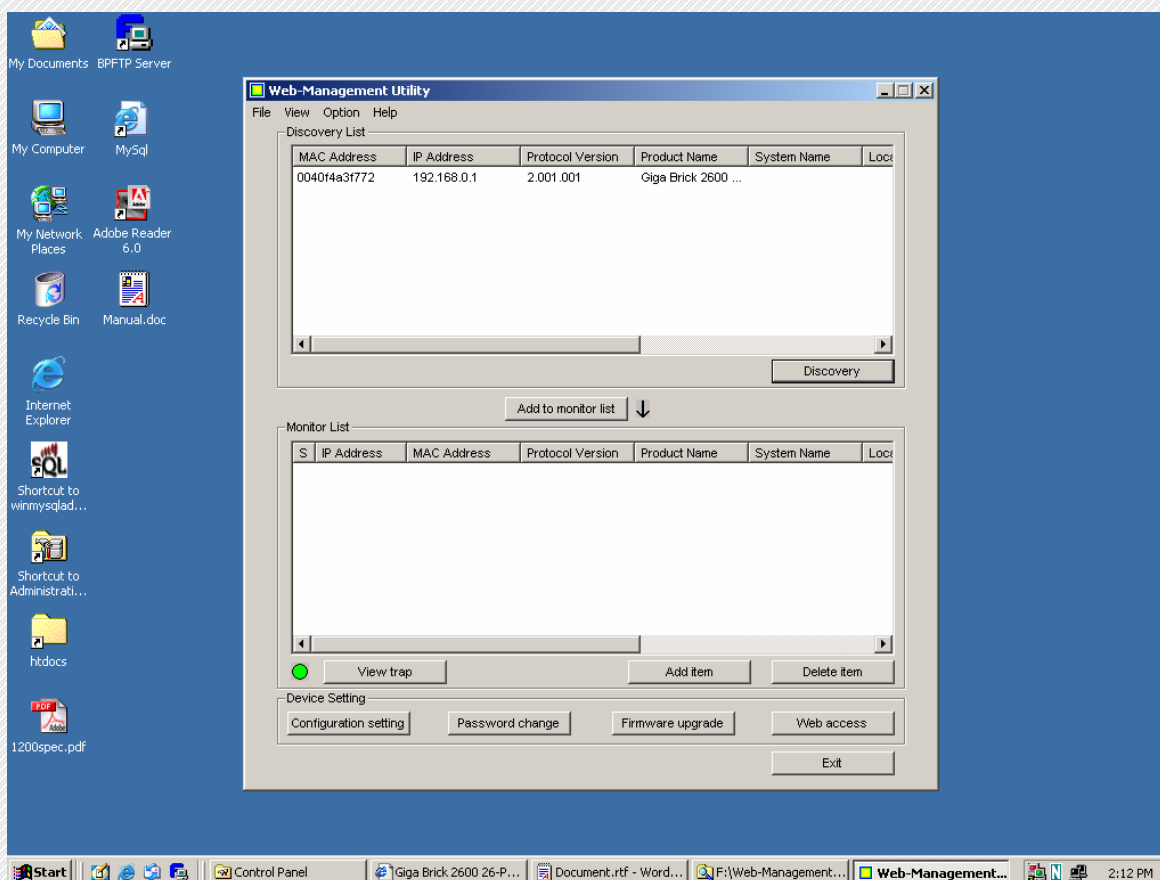 My Documents
BPFTP Server
My Computer
MySql
My Network Places
Adobe Reader 6.0
Recycle Bin
Manual.doc
Internet Explorer
Shortcut to winmysqlad...
Shortcut to Administrati...
htdocs
1200spec.pdf
Web-Management Utility
File View Option Help
Discovery List
MAC Address IP Address Protocol Version Product Name System Name Loca
0040f4a3f772 192.168.0.1 2.001.001 Giga Brick 2600 ...
Discovery
Add to monitor list
Monitor List
S IP Address MAC Address Protocol Version Product Name System Name Loca
View trap Add item Delete item
Device Setting
Configuration setting Password change Firmware upgrade Web access
Exit
Start Control Panel Giga Brick 2600 26-P... Document.rtf - Word... F:\Web-Management... Web-Management... 2:12 PM